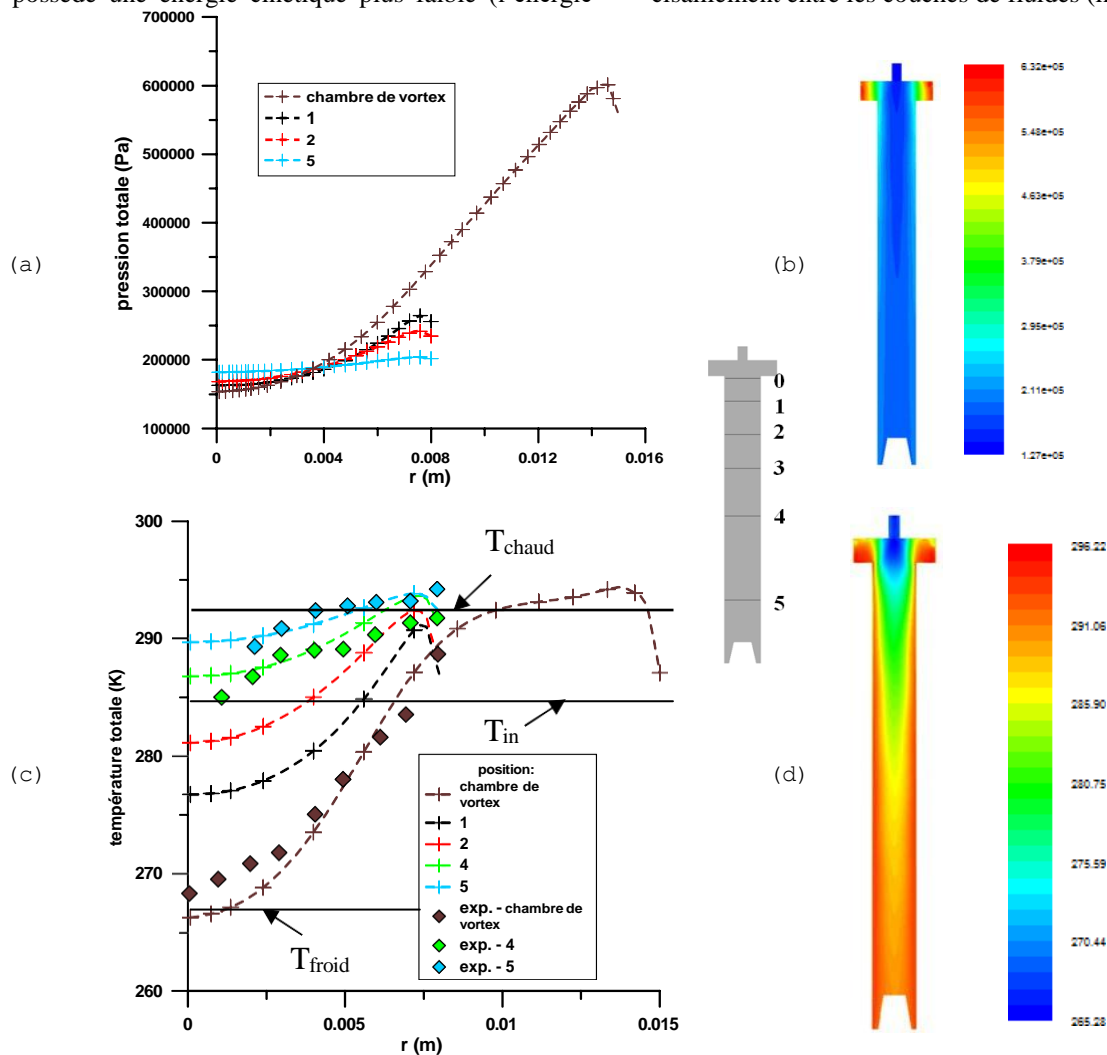 possède une énergie cinétique plus faible (l'énergie
cisaillement entre les couches de fluides (
(a)
pression totale (Pa)
700000
600000
500000
400000
300000
200000
100000
chambre de vortex
1
2
5
0
0.004
0.008
0.012
0.016
r (m)
(b)
6.32e+05
5.48e+05
4.63e+05
3.79e+05
2.95e+05
2.11e+05
1.27e+05
0
1
2
3
4
5
(c)
température totale (K)
300
290
280
270
260
Tchaud
Tin
Tfroid
position:
chambre de
vortex
1
2
4
5
exp. - chambre de
vortex
exp. - 4
exp. - 5
0
0.005
0.01
0.015
r (m)
(d)
296.22
291.06
285.90
280.75
275.59
270.44
265.28